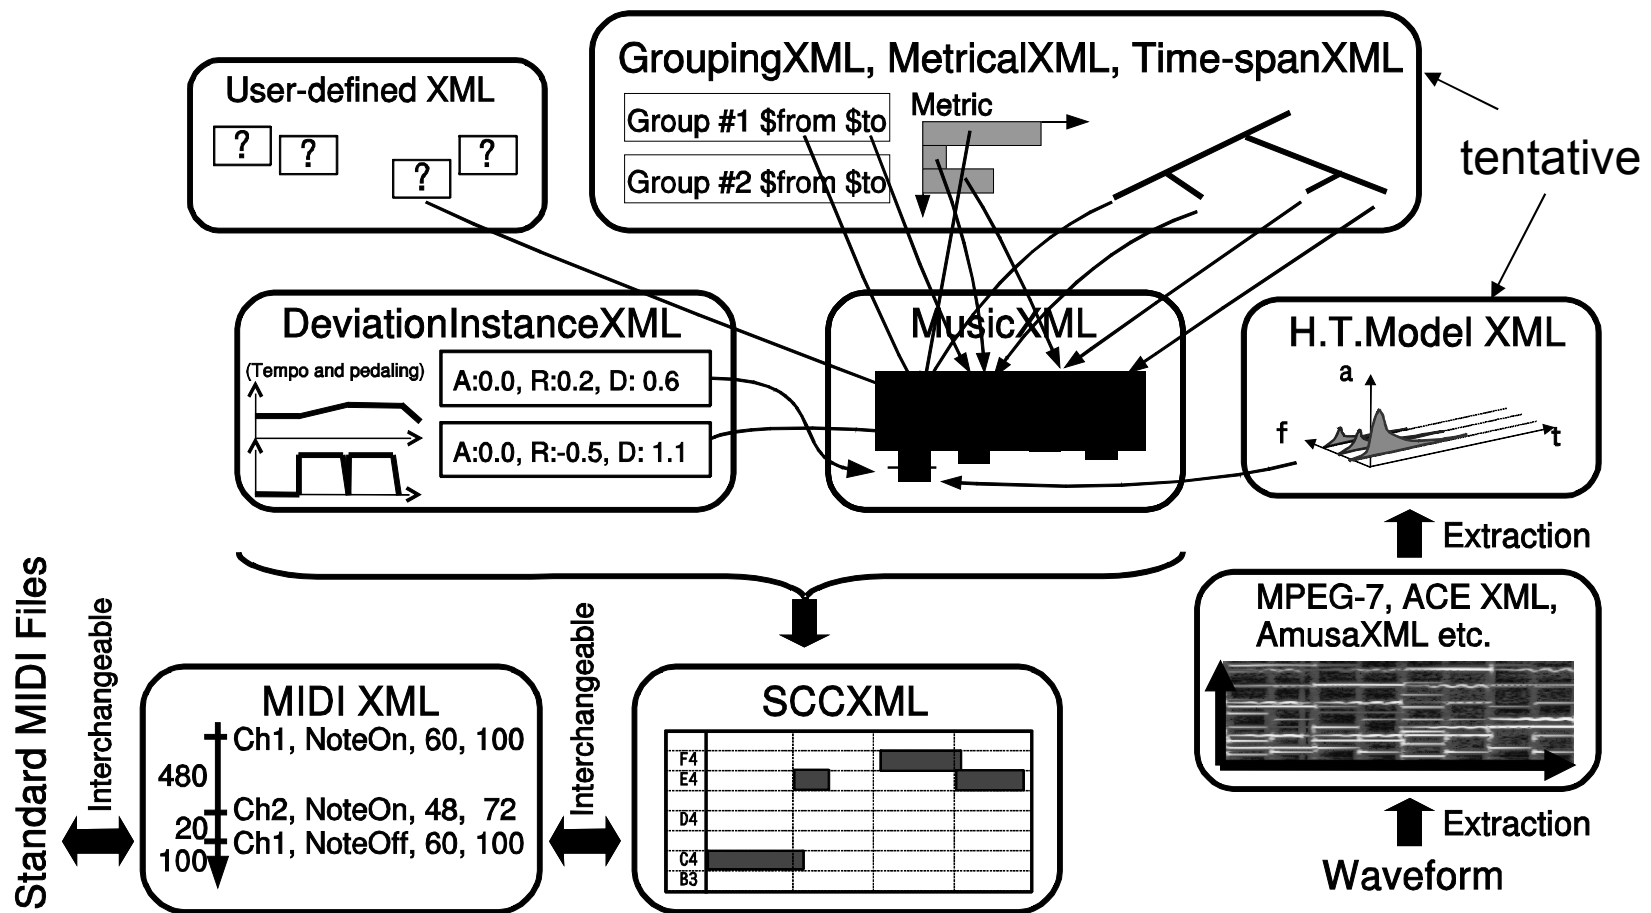 GroupingXML, MetricalXML, Time-spanXML
User-defined XML
?
?
?
?
Group #1 $from $to
Group #2 $from $to
Metric
tentative
DeviationInstanceXML
(Tempo and pedaling)
A:0.0, R:0.2, D: 0.6
A:0.0, R:-0.5, D: 1.1
MusicXML
H.T.Model XML
a
f
t
Extraction
MPEG-7, ACE XML,
AmusaXML etc.
Extraction
Waveform
Standard MIDI Files
Interchangeable
MIDI XML
Ch1, NoteOn, 60, 100
480
Ch2, NoteOn, 48, 72
20
Ch1, NoteOff, 60, 100
100
Interchangeable
SCCXML
F4
E4
D4
C4
B3